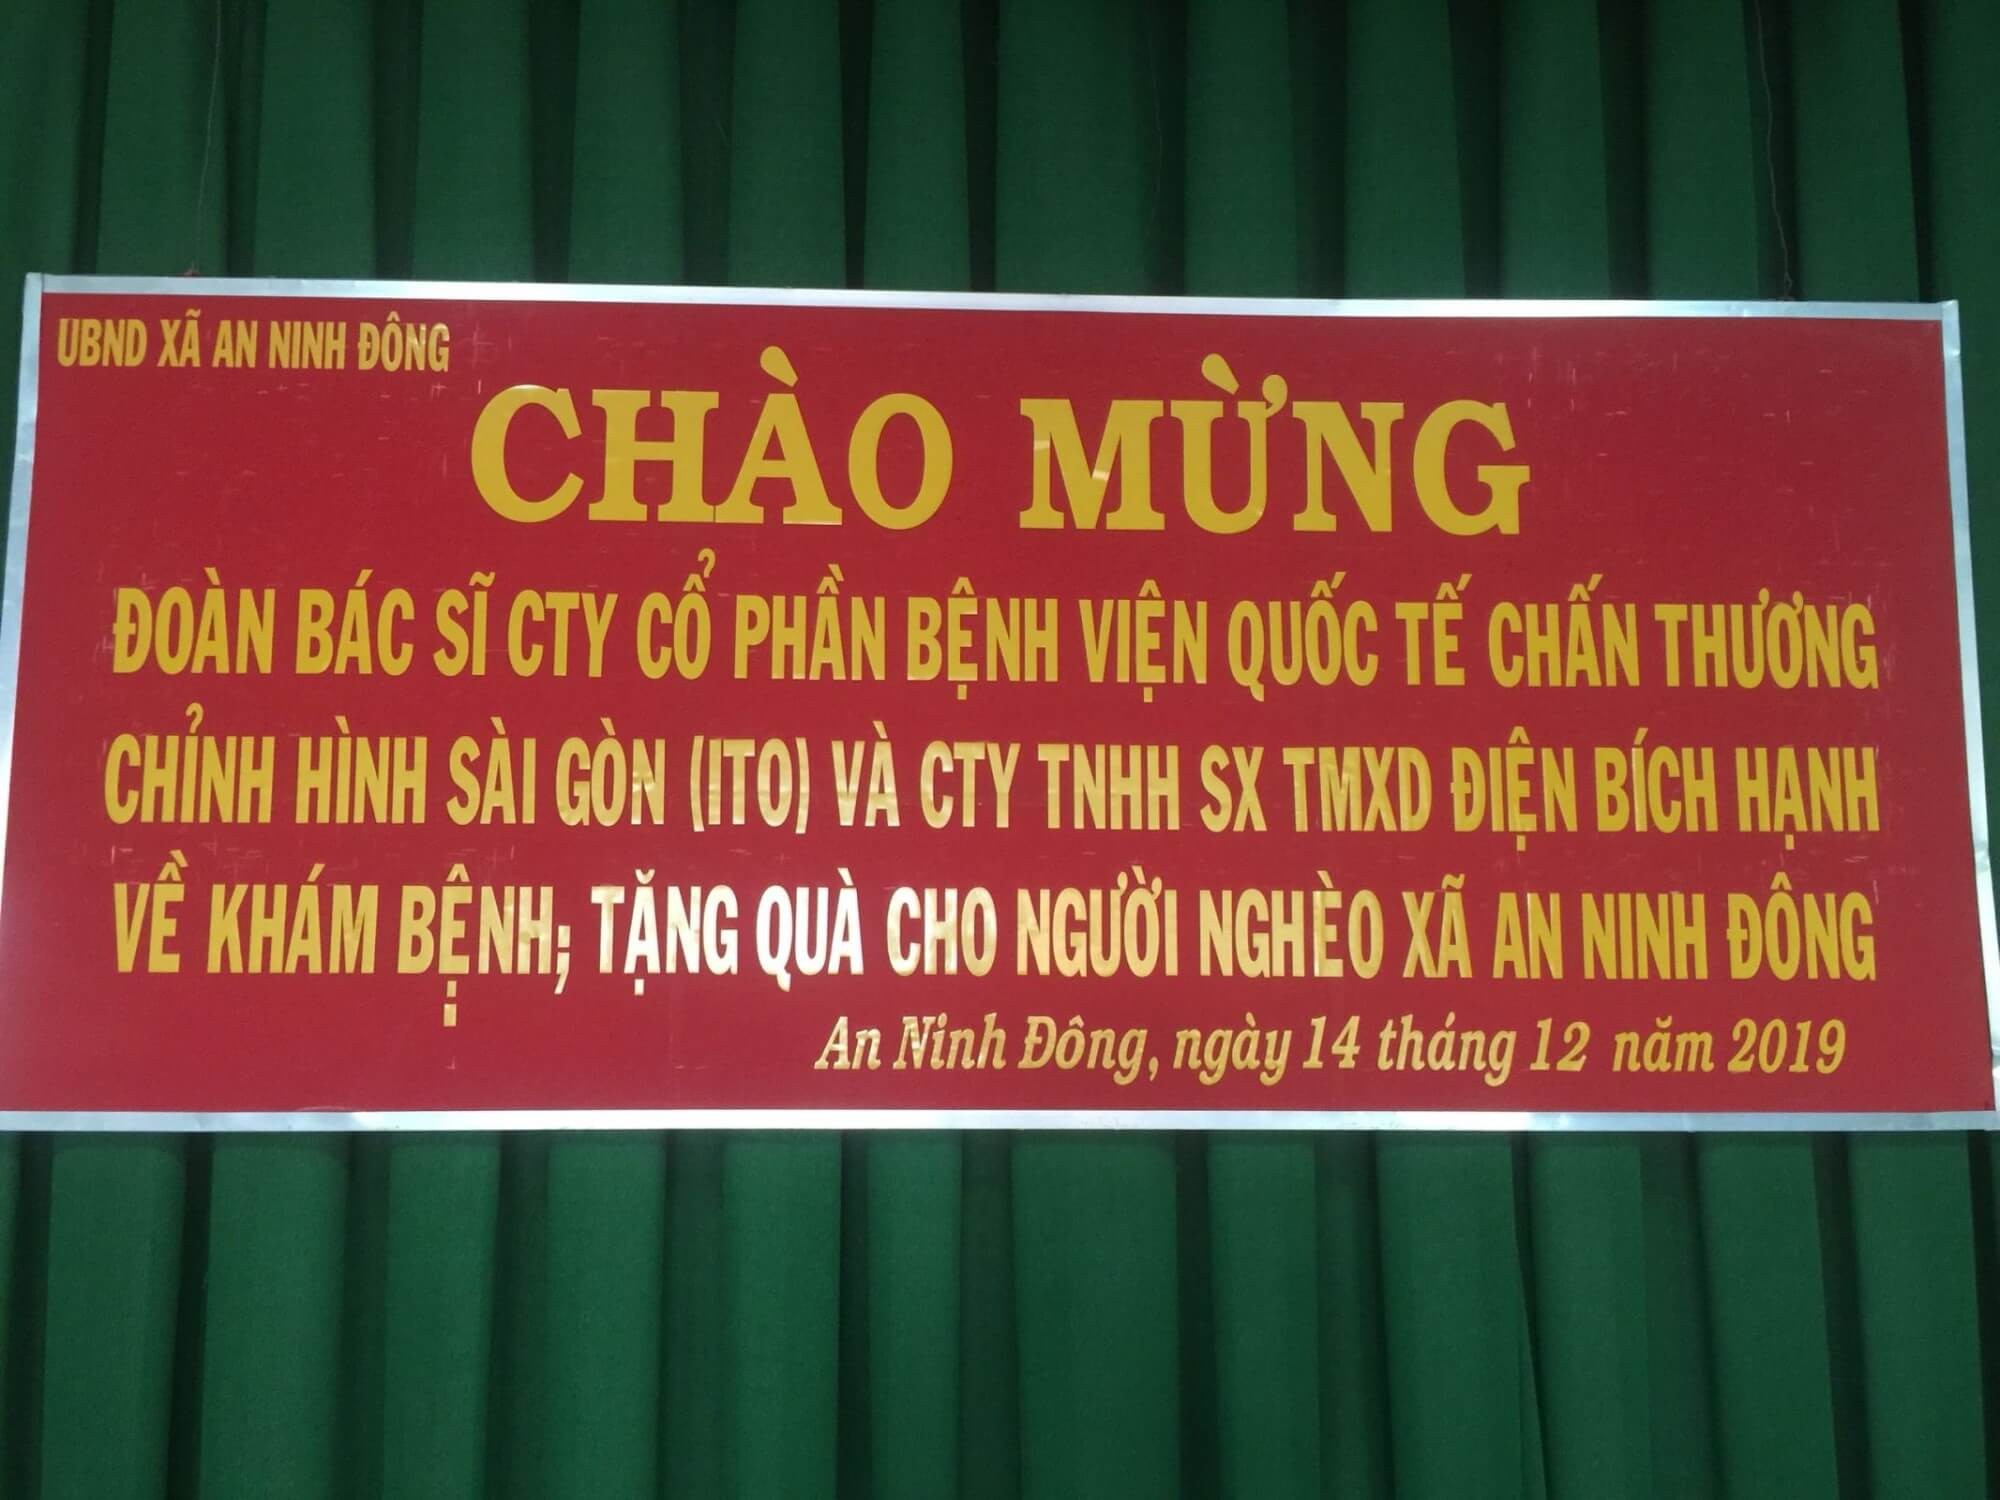 UBND XÃ AN NINH ĐÔNG
CHÀO MỪNG
ĐOÀN BÁC SĨ CTY CỔ PHẦN BỆNH VIỆN QUỐC TẾ CHẤN THƯƠNG
CHỈNH HÌNH SÀI GÒN (ITO) VÀ CTY TNHH SX TMXD ĐIỆN BÍCH HẠNH
VỀ KHÁM BỆNH; TẶNG QUÀ CHO NGƯỜI NGHÈO XÃ AN NINH ĐÔNG
An Ninh Đông, ngày 14 tháng 12 năm 2019